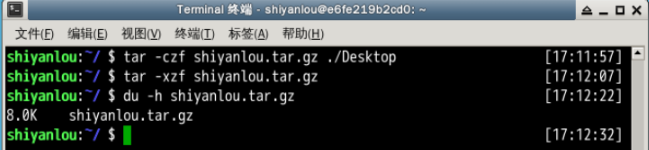 Terminal 终端 - shiyanlou@e6fe219b2cd0: ~
文件(F) 编辑(E) 视图(V) 终端(T) 标签(A) 帮助(H)
shiyanlou:~/ $ tar -czf shiyanlou.tar.gz ./Desktop [17:11:57]
shiyanlou:~/ $ tar -xzf shiyanlou.tar.gz [17:12:07]
shiyanlou:~/ $ du -h shiyanlou.tar.gz [17:12:22]
8.0K shiyanlou.tar.gz
shiyanlou:~/ $ [17:12:32]